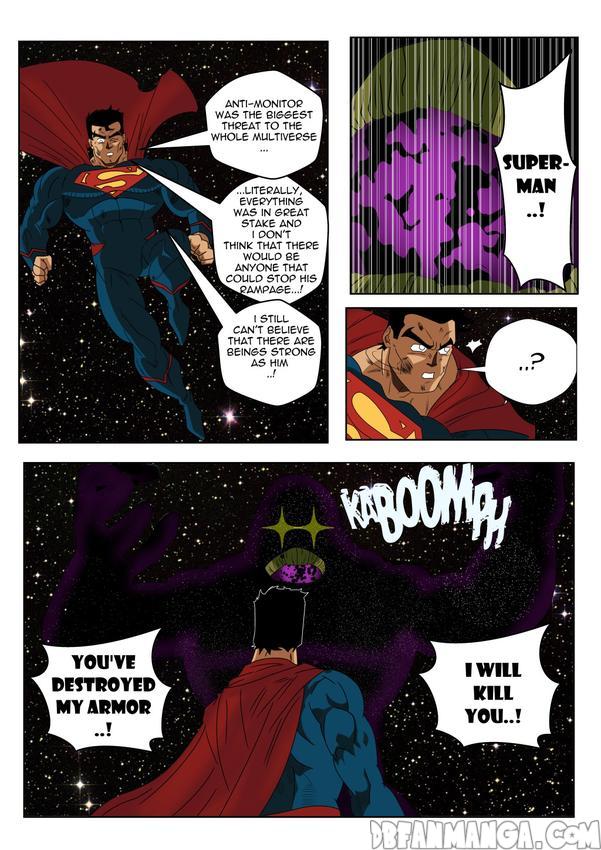 ANTI-MONITOR
WAS THE BIGGEST
THREAT TO THE
WHOLE MULTIVERSE
...
...LITERALLY,
EVERYTHING
WAS IN GREAT
STAKE AND
I DON'T
THINK THAT THERE
WOULD BE
ANYONE THAT
COULD STOP HIS
RAMPAGE...!
I STILL
CAN'T BELIEVE
THAT THERE ARE
BEINGS STRONG
AS HIM
..!
SUPER-
MAN
..!
..?
KABOOMPH
YOU'VE
DESTROYED
MY ARMOR
..!
I WILL
KILL
YOU..!
DBFANMANGA.COM